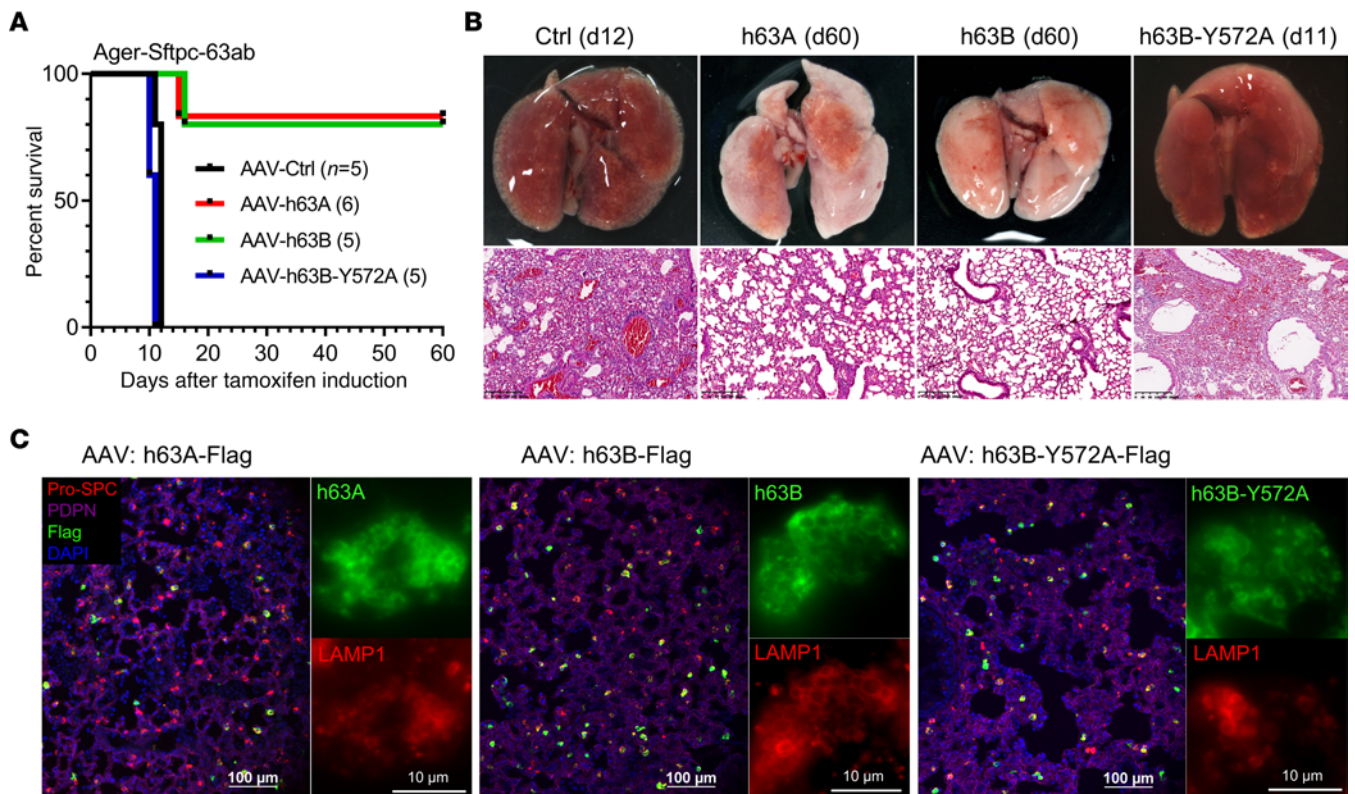 A
Ager-Sftpc-63ab
Percent survival
100
50
0
AAV-Ctrl (n=5)
AAV-h63A (6)
AAV-h63B (5)
AAV-h63B-Y572A (5)
0 10 20 30 40 50 60
Days after tamoxifen induction
B
Ctrl (d12) h63A (d60) h63B (d60) h63B-Y572A (d11)
C
AAV: h63A-Flag AAV: h63B-Flag AAV: h63B-Y572A-Flag
Pro-SPC
PDPN
Flag
DAPI
100 µm
h63A
LAMP1
10 µm
100 µm
h63B
LAMP1
10 µm
100 µm
h63B-Y572A
LAMP1
10 µm